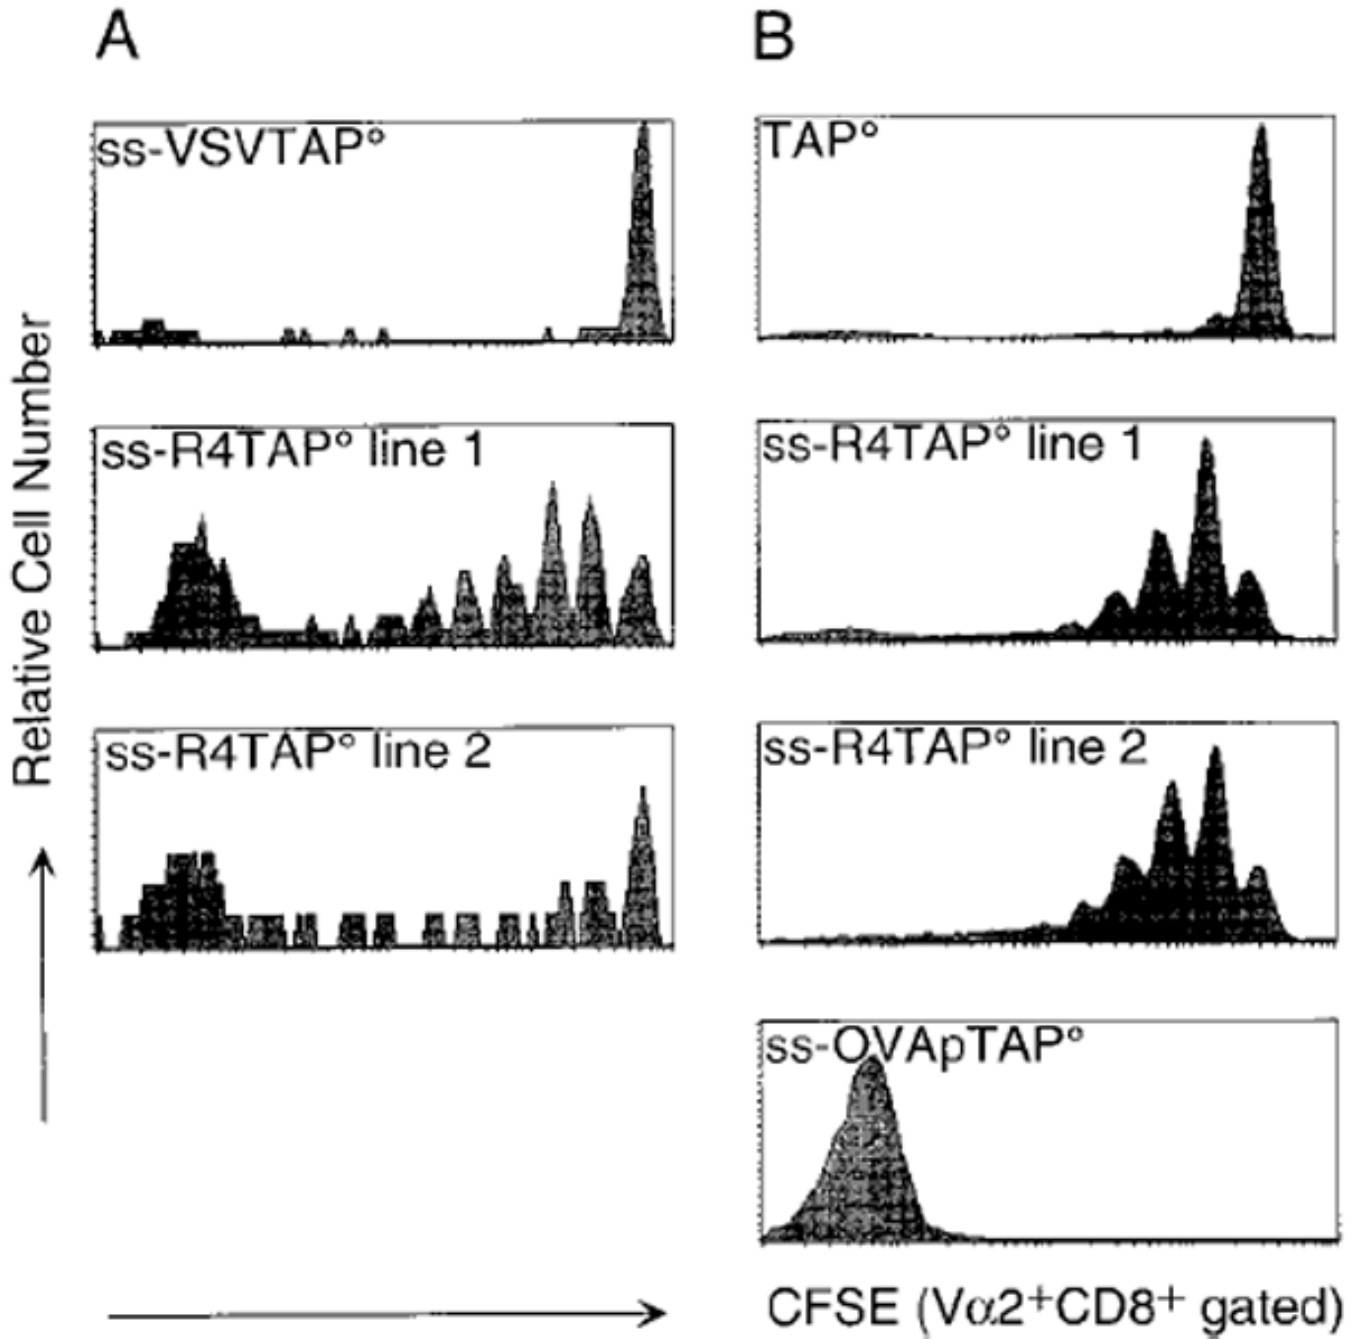 A
B
ss-VSVTAP°
TAP°
ss-R4TAP° line 1
ss-R4TAP° line 1
ss-R4TAP° line 2
ss-R4TAP° line 2
ss-OVApTAP°
Relative Cell Number
CFSE (Vα2⁺CD8⁺ gated)